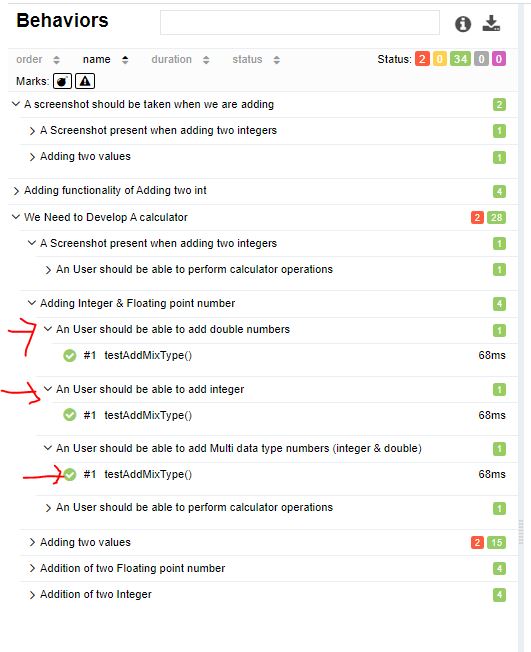 Behaviors
order name duration status Status: 2 0 34 0 0
Marks:
A screenshot should be taken when we are adding 2
A Screenshot present when adding two integers 1
Adding two values 1
Adding functionality of Adding two int 4
We Need to Develop A calculator 2 28
A Screenshot present when adding two integers 1
An User should be able to perform calculator operations 1
Adding Integer & Floating point number 4
An User should be able to add double numbers 1
#1 testAddMixType() 68ms
An User should be able to add integer 1
#1 testAddMixType() 68ms
An User should be able to add Multi data type numbers (integer & double) 1
#1 testAddMixType() 68ms
An User should be able to perform calculator operations 1
Adding two values 2 15
Addition of two Floating point number 4
Addition of two Integer 4